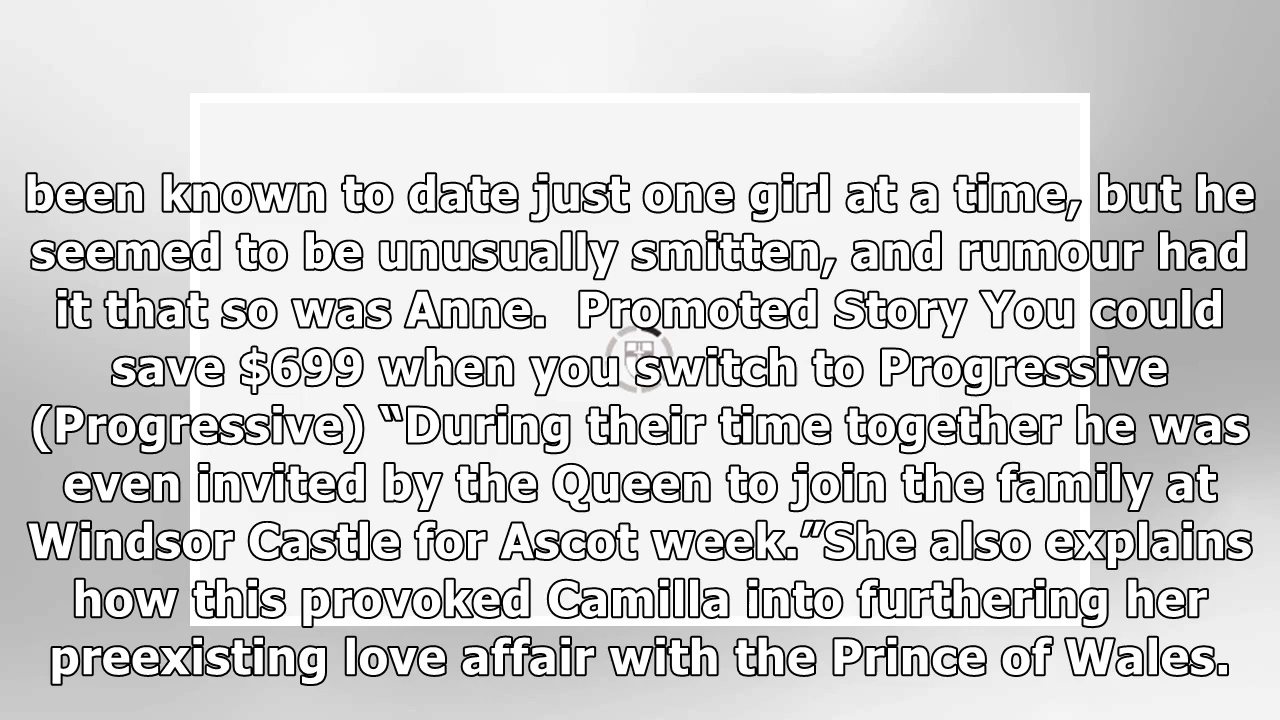 been known to date just one girl at a time, but he
seemed to be unusually smitten, and rumour had
it that so was Anne.  Promoted Story You could
save $699 when you switch to Progressive
(Progressive) “During their time together he was
even invited by the Queen to join the family at
Windsor Castle for Ascot week.”She also explains
how this provoked Camilla into furthering her
preexisting love affair with the Prince of Wales.